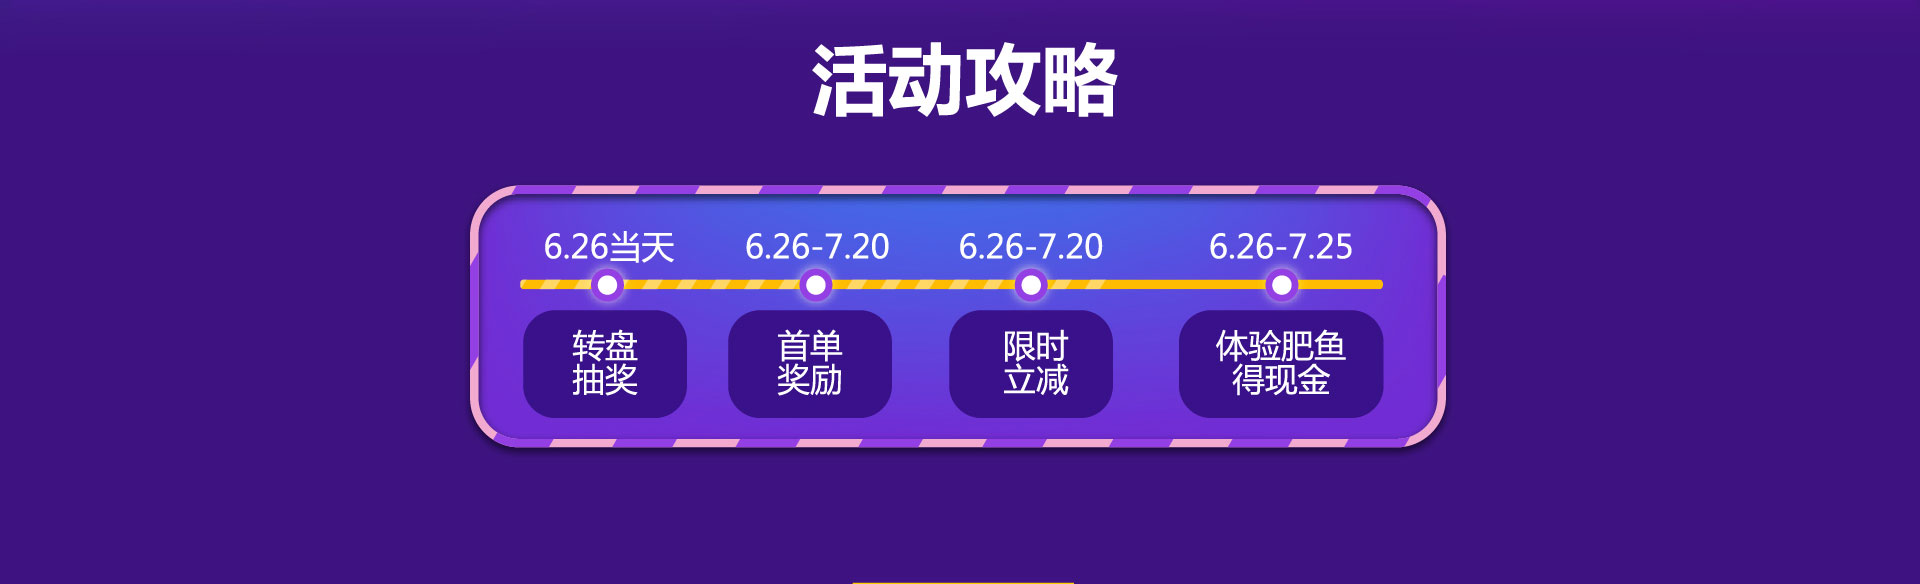 活动攻略
6.26当天
6.26-7.20
6.26-7.20
6.26-7.25
转盘
抽奖
首单
奖励
限时
立减
体验肥鱼
得现金